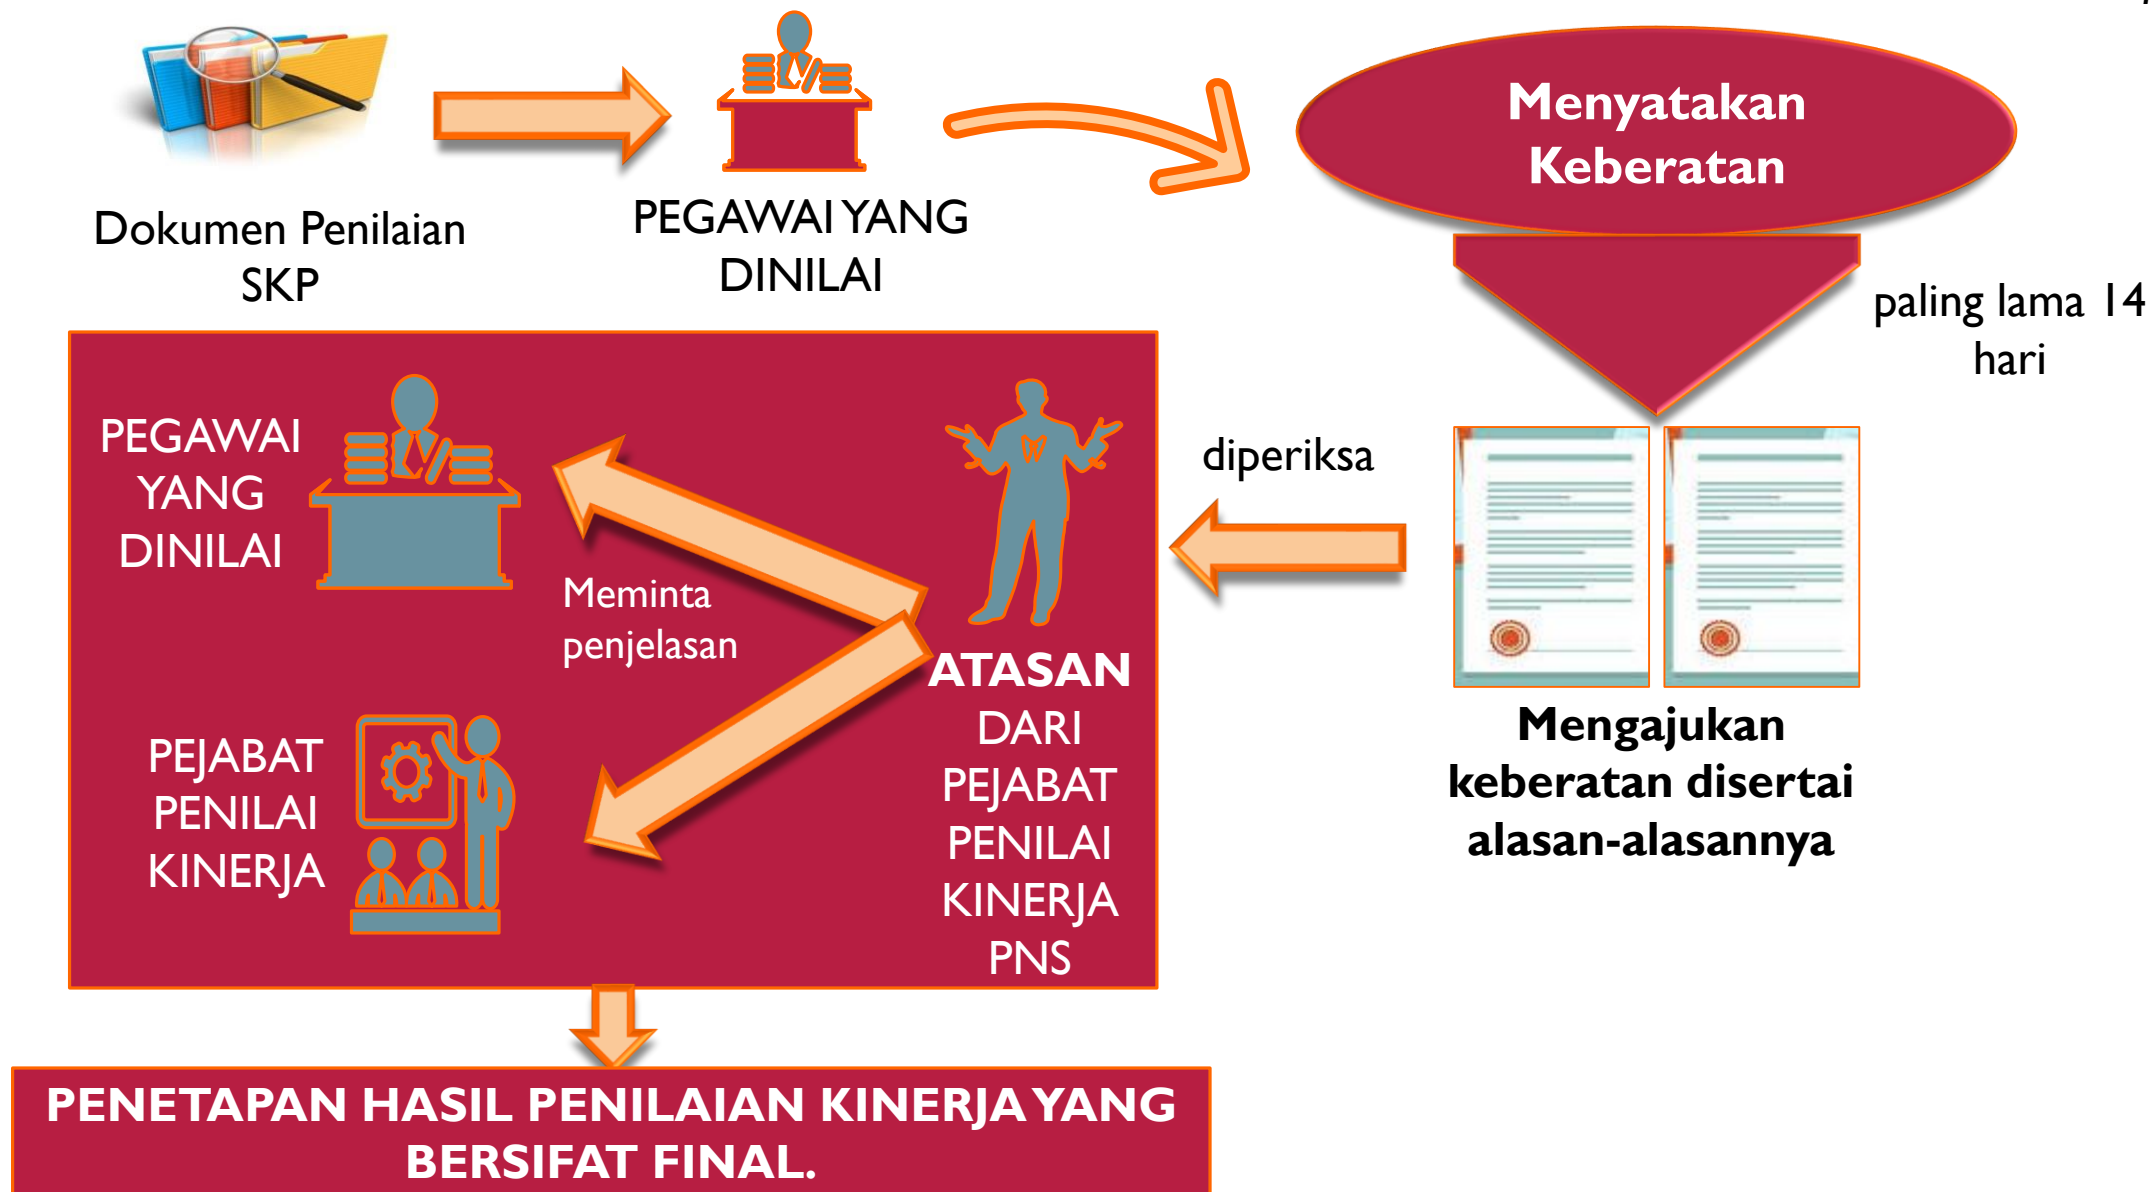 Dokumen Penilaian
SKP
PEGAWAI YANG
DINILAI
Menyatakan
Keberatan
paling lama 14
hari
Mengajukan
keberatan disertai
alasan-alasannya
diperiksa
PEGAWAI
YANG
DINILAI
Meminta
penjelasan
PEJABAT
PENILAI
KINERJA
ATASAN
DARI
PEJABAT
PENILAI
KINERJA
PNS
PENETAPAN HASIL PENILAIAN KINERJA YANG
BERSIFAT FINAL.